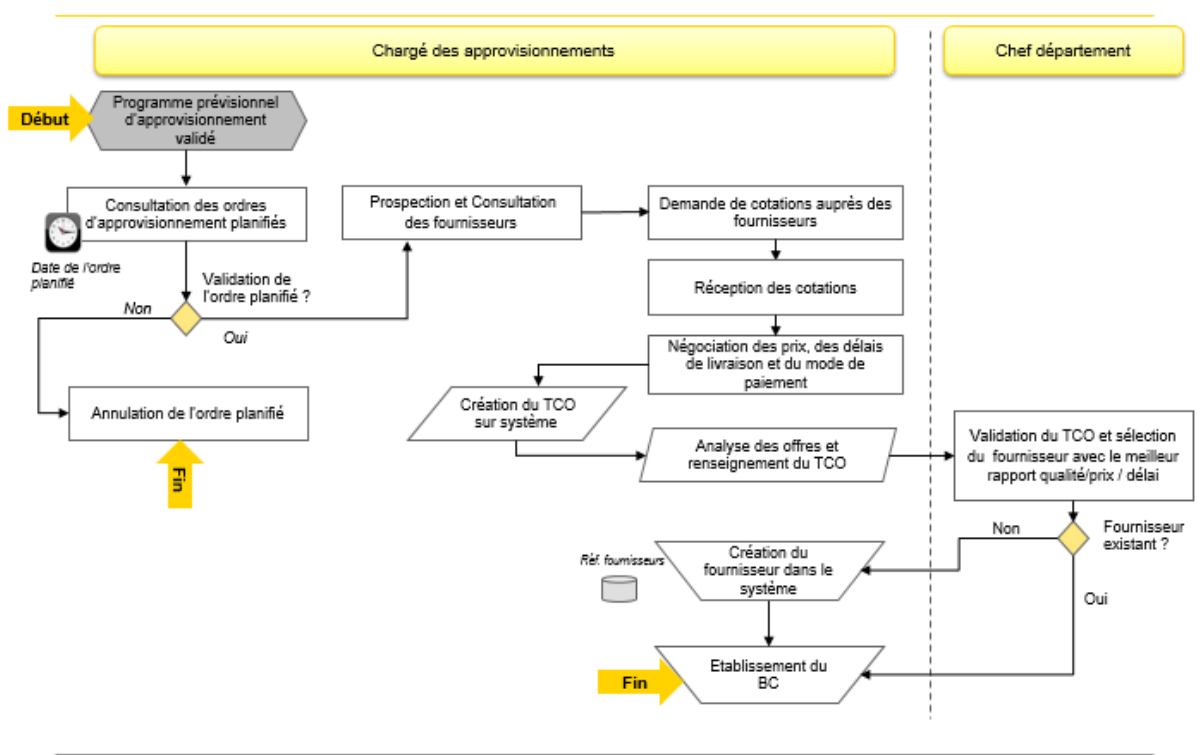 Chargé des approvisionnements
Chef département
Début
Programme prévisionnel
d'approvisionnement
validé
Consultation des ordres
d'approvisionnement planifiés
Date de l'ordre
planifié
Validation de
l'ordre planifié ?
Non
Oui
Annulation de l'ordre planifié
Fin
Prospection et Consultation
des fournisseurs
Demande de cotations auprès des
fournisseurs
Réception des cotations
Négociation des prix, des délais
de livraison et du mode de
paiement
Création du TCO
sur système
Analyse des offres et
renseignement du TCO
Validation du TCO et sélection
du fournisseur avec le meilleur
rapport qualité/prix / délai
Fournisseur
existant ?
Non
Oui
Réf. fournisseurs
Création du
fournisseur dans le
système
Etablissement du
BC
Fin